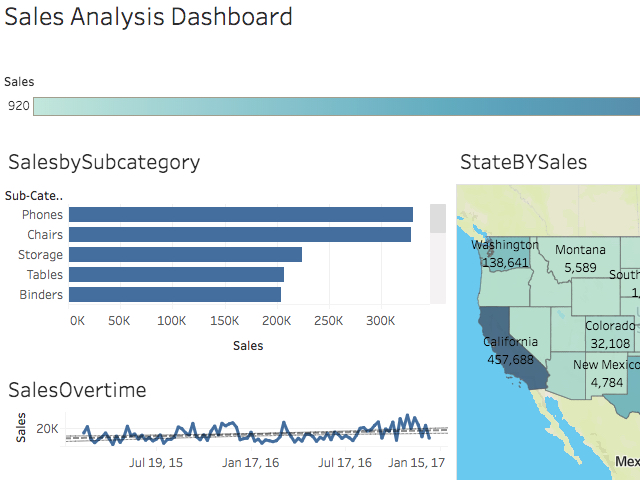 Sales Analysis Dashboard
Sales
920
SalesbySubcategory
Sub-Cate..
Phones
Chairs
Storage
Tables
Binders
0K 50K 100K 150K 200K 250K 300K
Sales
StateBYSales
Washington
138,641
Montana
5,589
South
1,
California
457,688
Colorado
32,108
New Mexico
4,784
Mex
SalesOvertime
Sales
20K
Jul 19, 15 Jan 17, 16 Jul 17, 16 Jan 15, 17